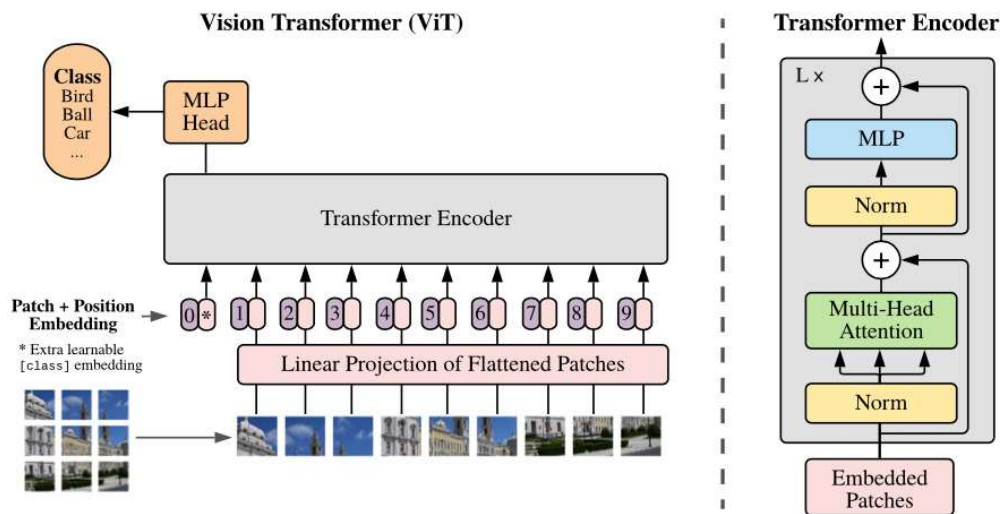 Vision Transformer (ViT)
Class
Bird
Ball
Car
...
MLP
Head
Transformer Encoder
Patch + Position
Embedding
0 * 1 2 3 4 5 6 7 8 9
* Extra learnable
[class] embedding
Linear Projection of Flattened Patches
Transformer Encoder
L ×
+
MLP
Norm
+
Multi-Head
Attention
Norm
Embedded
Patches